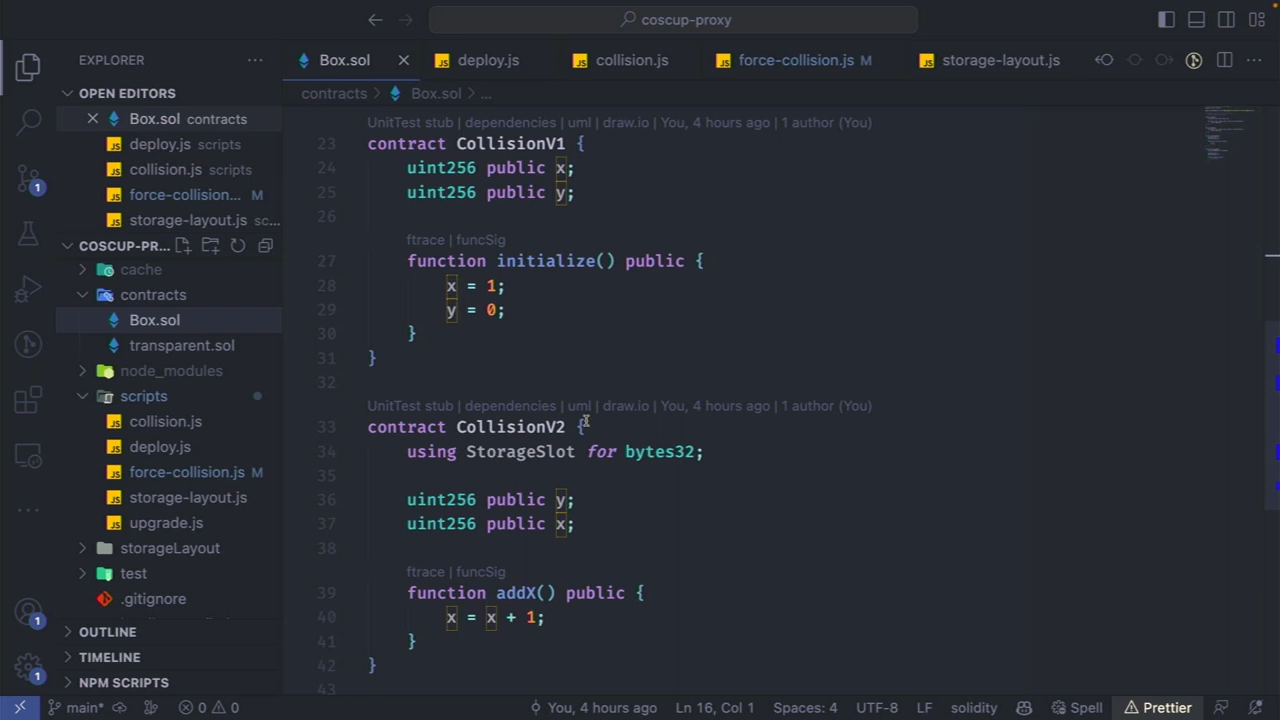 coscup-proxy
EXPLORER
Box.sol
deploy.js
collision.js
force-collision.js M
storage-layout.js
OPEN EDITORS
Box.sol contracts
deploy.js scripts
collision.js scripts
force-collision... M
storage-layout.js sc...
COSCUP-PR...
cache
contracts
Box.sol
transparent.sol
node_modules
scripts
collision.js
deploy.js
force-collision.js M
storage-layout.js
upgrade.js
storageLayout
test
.gitignore
OUTLINE
TIMELINE
NPM SCRIPTS
1
1
1
contracts > Box.sol > ...
UnitTest stub | dependencies | uml | draw.io | You, 4 hours ago | 1 author (You)
23 contract CollisionV1 {
24 uint256 public x;
25 uint256 public y;
26
ftrace | funcSig
27 function initialize() public {
28 x = 1;
29 y = 0;
30 }
31 }
32
UnitTest stub | dependencies | uml | draw.io | You, 4 hours ago | 1 author (You)
33 contract CollisionV2 {
34 using StorageSlot for bytes32;
35
36 uint256 public y;
37 uint256 public x;
38
ftrace | funcSig
39 function addX() public {
40 x = x + 1;
41 }
42 }
43
main*
0 0
You, 4 hours ago
Ln 16, Col 1
Spaces: 4
UTF-8
LF
solidity
Spell
Prettier